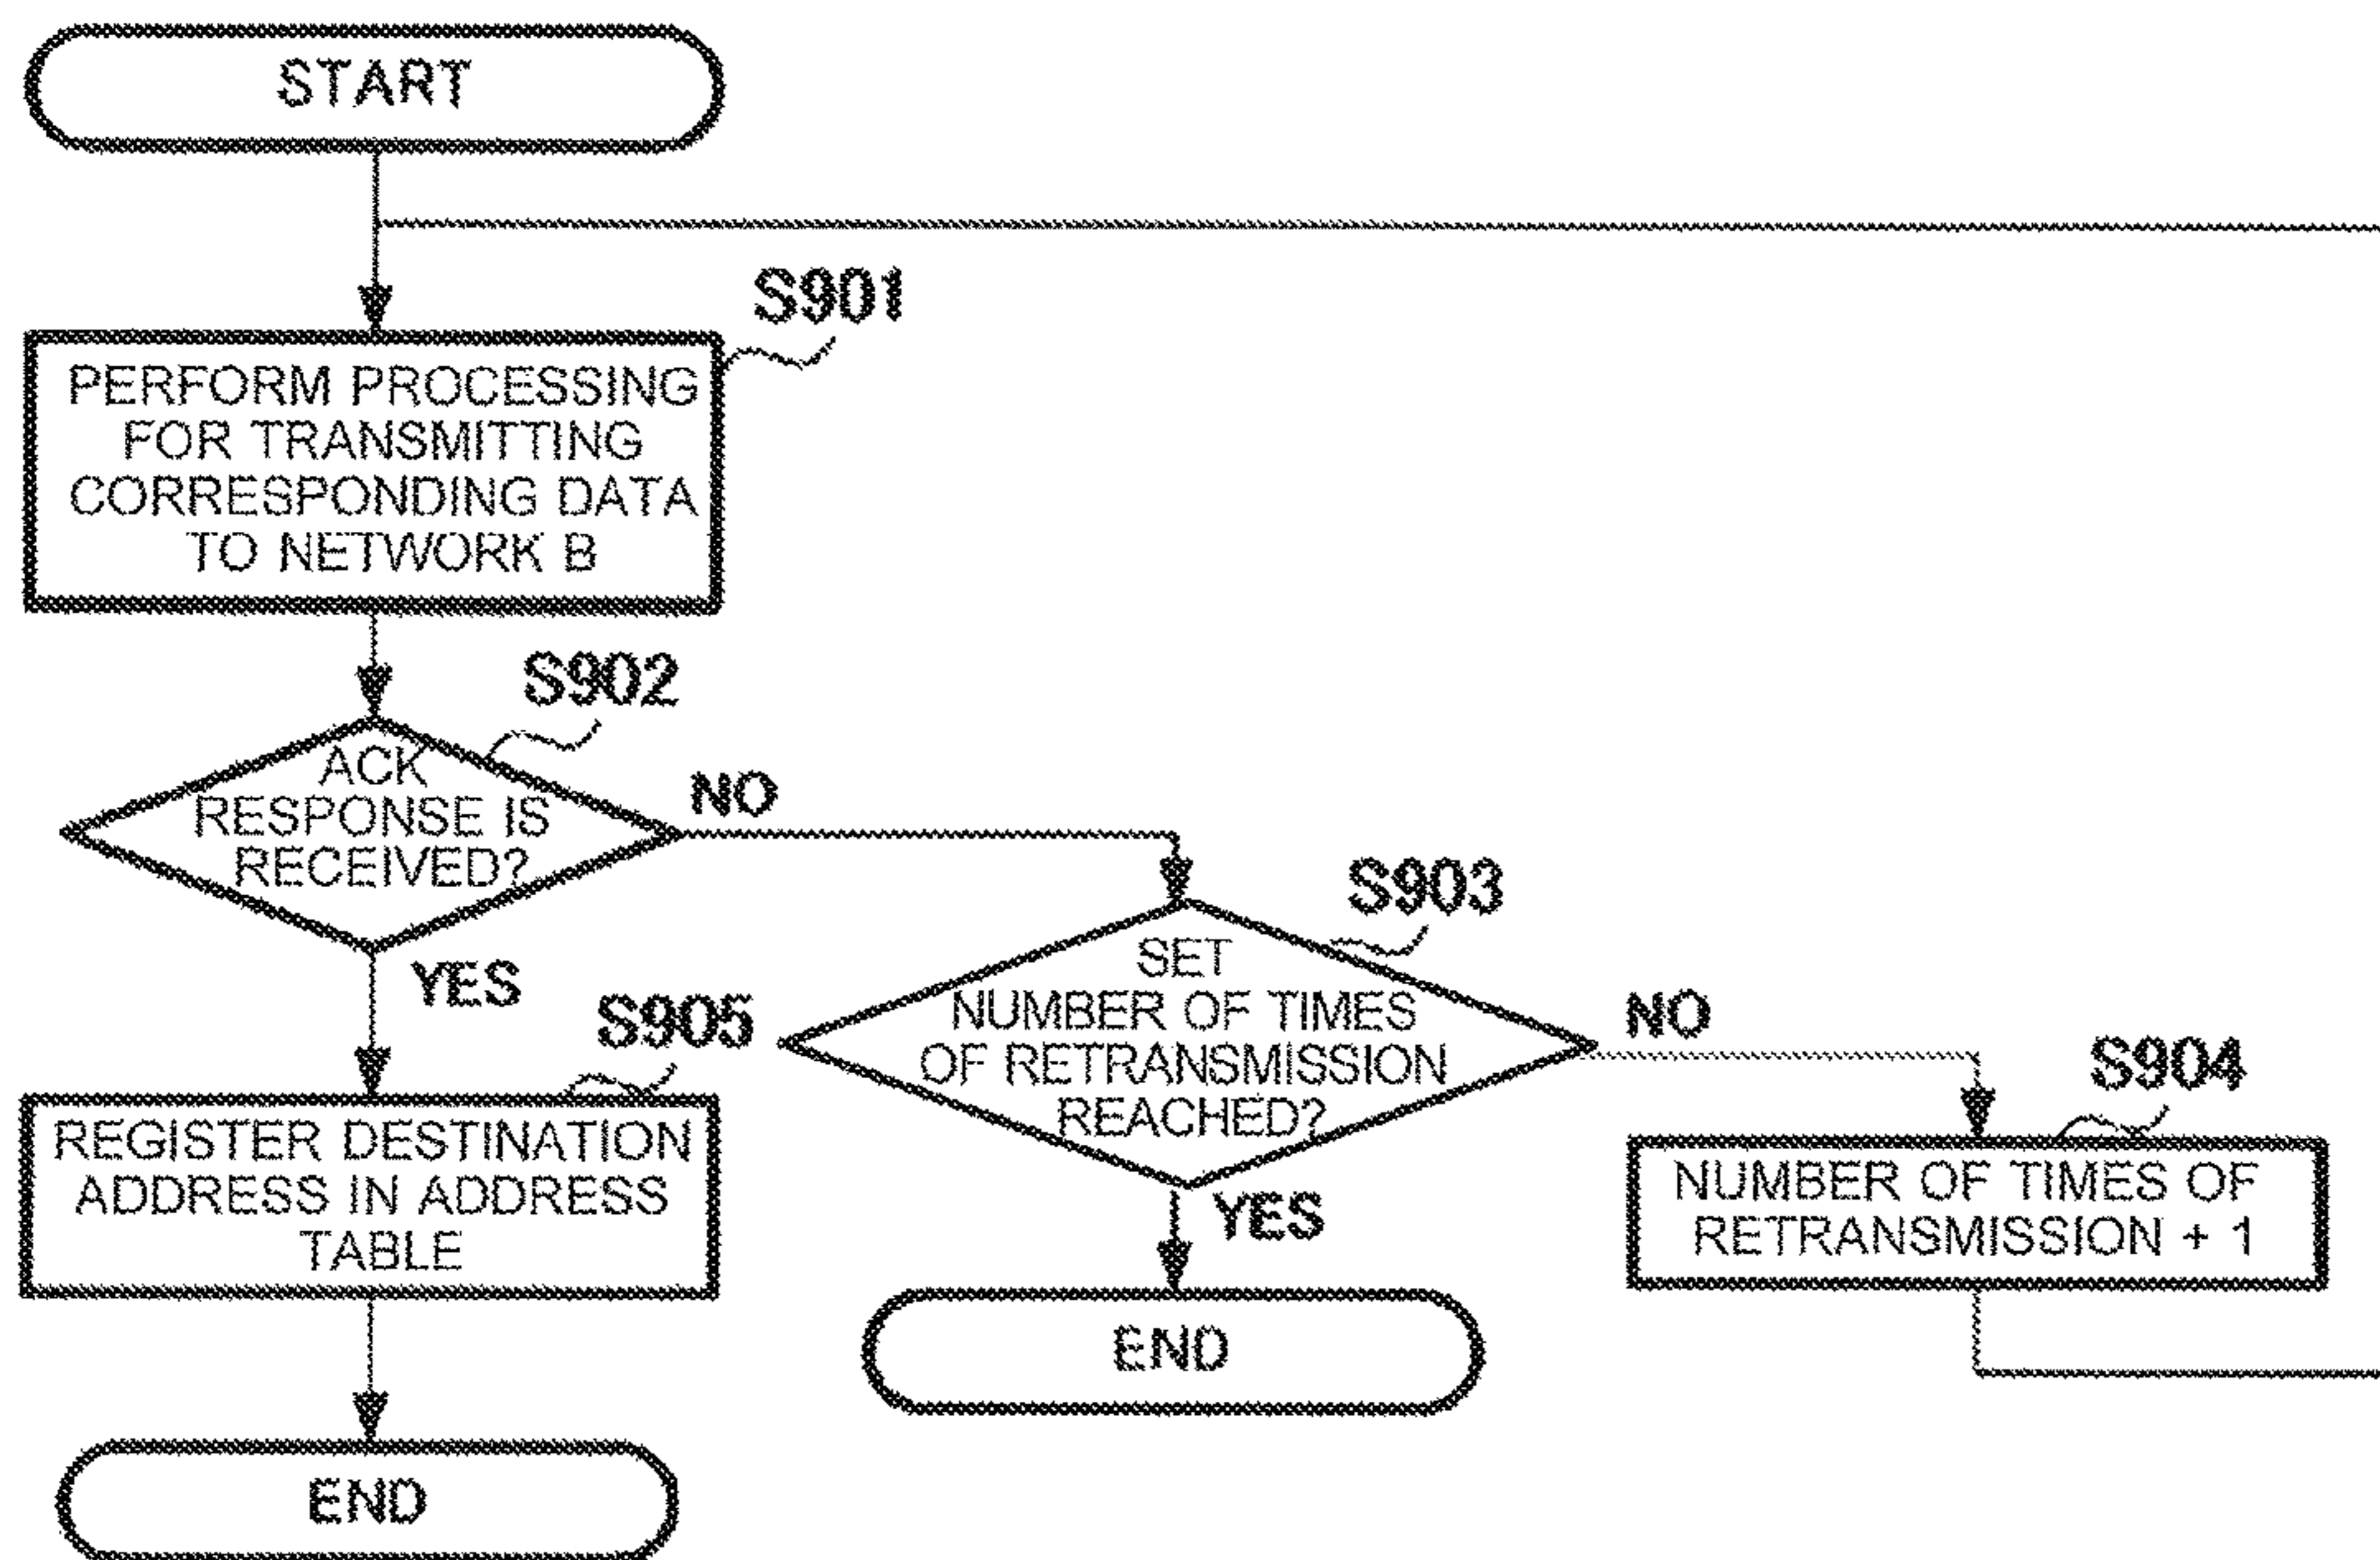 START
S901
PERFORM PROCESSING
FOR TRANSMITTING
CORRESPONDING DATA
TO NETWORK B
S902
ACK
RESPONSE IS
RECEIVED?
NO
YES
S903
SET
NUMBER OF TIMES
OF RETRANSMISSION
REACHED?
NO
YES
S904
NUMBER OF TIMES OF
RETRANSMISSION + 1
S905
REGISTER DESTINATION
ADDRESS IN ADDRESS
TABLE
END
END